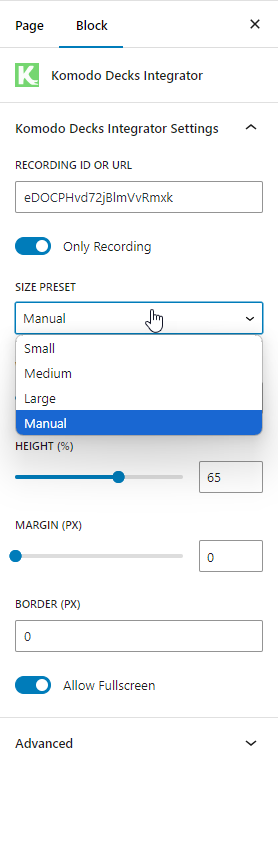 Page Block
Komodo Decks Integrator
Komodo Decks Integrator Settings
RECORDING ID OR URL
eDOCPHvd72jBlmVvRmxk
Only Recording
SIZE PRESET
Manual
Small
Medium
Large
Manual
HEIGHT (%)
65
MARGIN (PX)
0
BORDER (PX)
0
Allow Fullscreen
Advanced